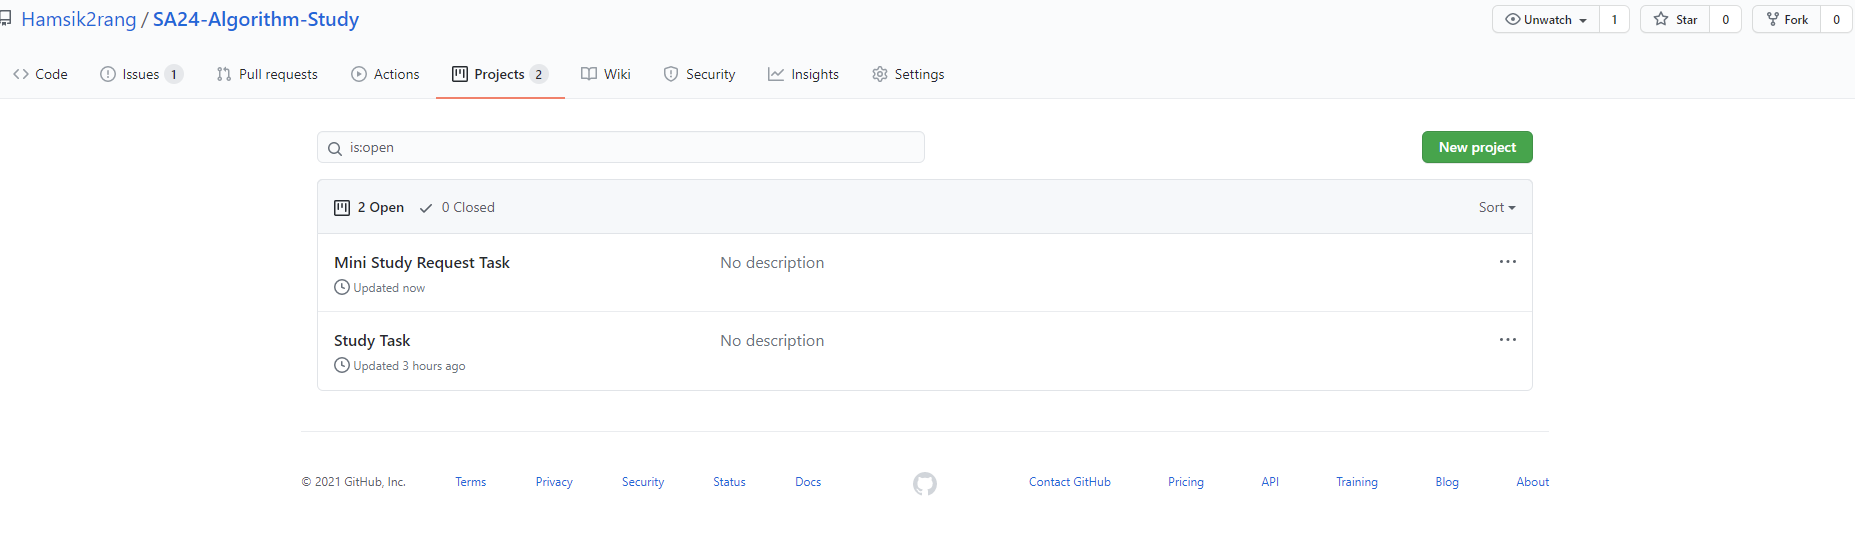 Hamsik2rang / SA24-Algorithm-Study
Unwatch 1 Star 0 Fork 0
Code Issues 1 Pull requests Actions Projects 2 Wiki Security Insights Settings
is:open New project
2 Open 0 Closed Sort
Mini Study Request Task No description
Updated now
Study Task No description
Updated 3 hours ago
© 2021 GitHub, Inc. Terms Privacy Security Status Docs Contact GitHub Pricing API Training Blog About